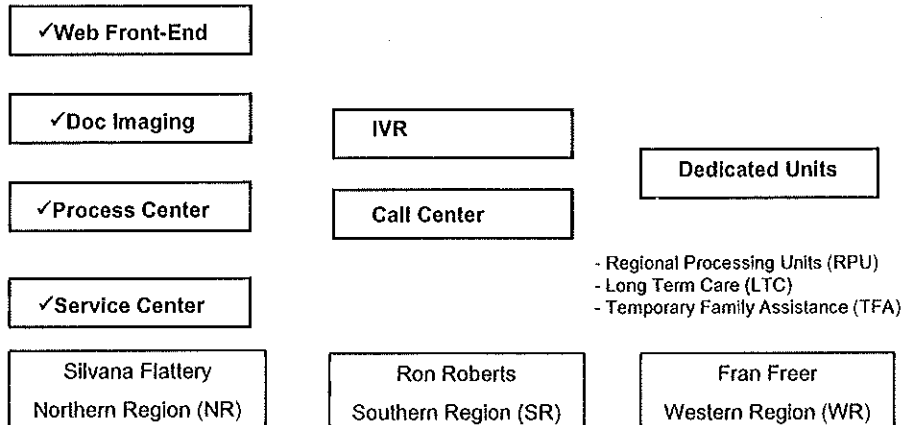 ✓Web Front-End
✓Doc Imaging
✓Process Center
✓Service Center
IVR
Call Center
Dedicated Units
- Regional Processing Units (RPU)
- Long Term Care (LTC)
- Temporary Family Assistance (TFA)
Silvana Flattery
Northern Region (NR)
Ron Roberts
Southern Region (SR)
Fran Freer
Western Region (WR)